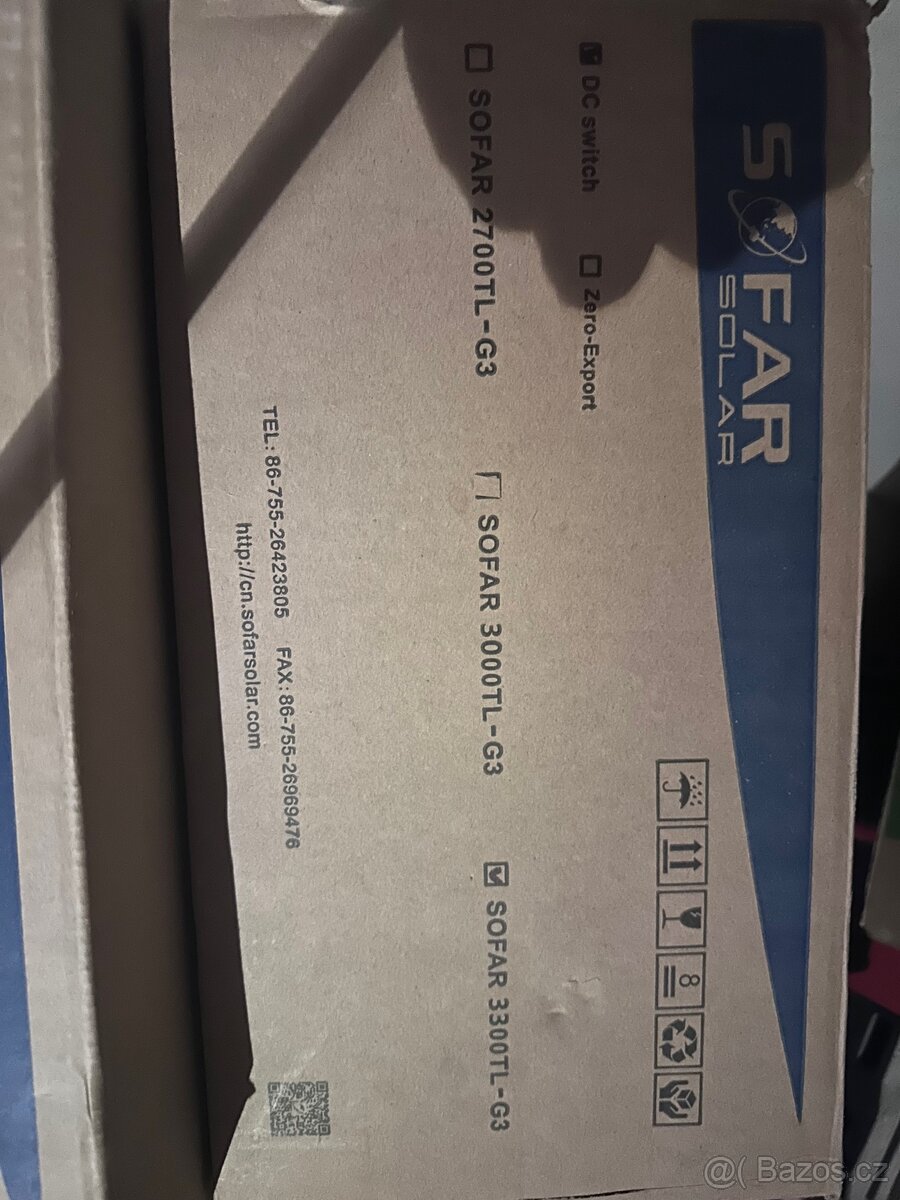 SOFAR
SOLAR
DC switch Zero-Export
8
SOFAR 2700TL-G3 SOFAR 3000TL-G3 SOFAR 3300TL-G3
TEL: 86-755-26423805 FAX: 86-755-26969476
http://cn.sofarsolar.com
@( Bazos.cz